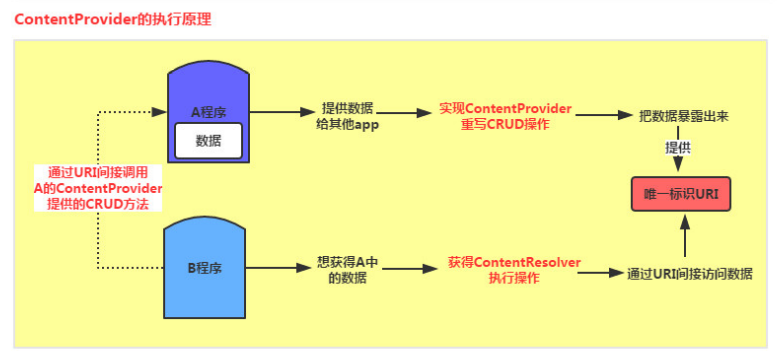 ContentProvider的执行原理
A程序
数据
提供数据
给其他app
实现ContentProvider
重写CRUD操作
把数据暴露出来
提供
唯一标识URI
通过URI间接调用
A的ContentProvider
提供的CRUD方法
B程序
想获得A中
的数据
获得ContentResolver
执行操作
通过URI间接访问数据